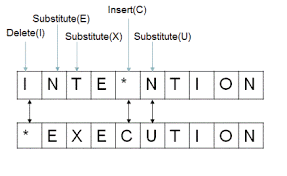 Insert(C)
Substitute(E)
Delete(I) Substitute(X) Substitute(U)
I N T E * N T I O N
* E X E C U T I O N